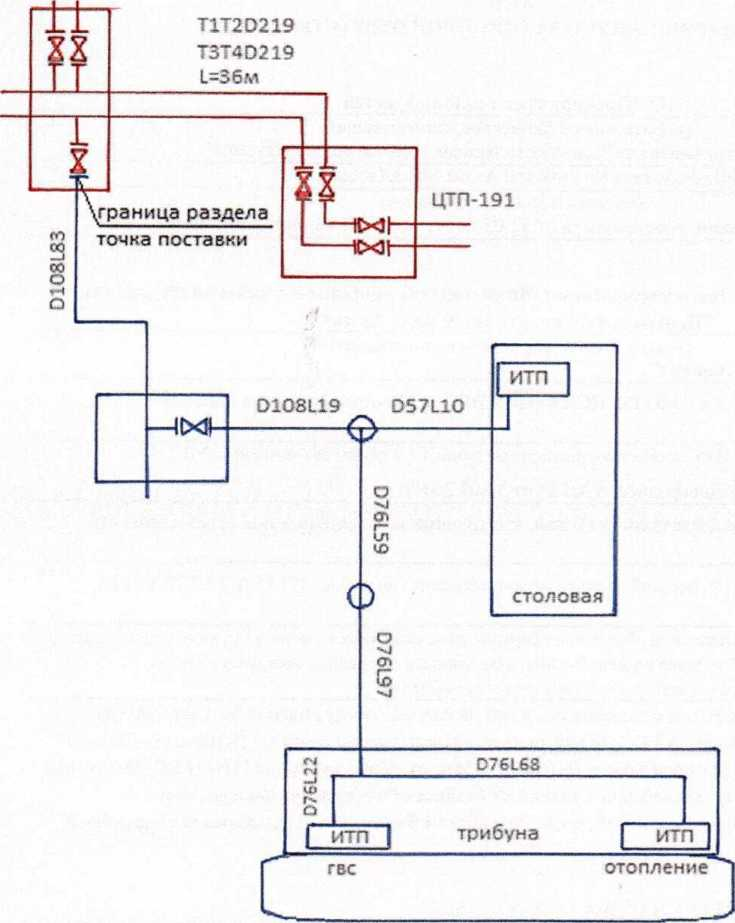 T1T2D219
T3T4D219
L=36м
ЦТП-191
граница раздела
точка поставки
D108L83
ИТП
D108L19
D57L10
D76L59
столовая
D76L97
D76L22
D76L68
ИТП
трибуна
ИТП
гвс
отопление